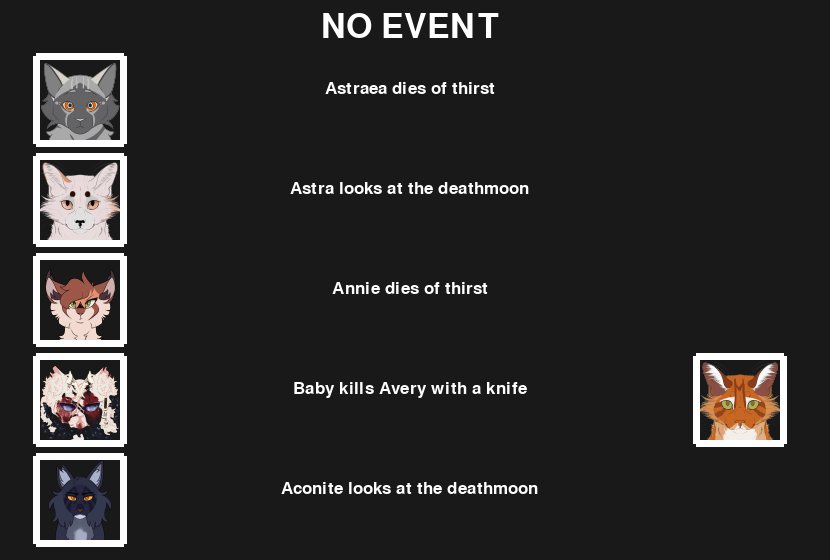 NO EVENT
Astraea dies of thirst
Astra looks at the deathmoon
Annie dies of thirst
Baby kills Avery with a knife
Aconite looks at the deathmoon